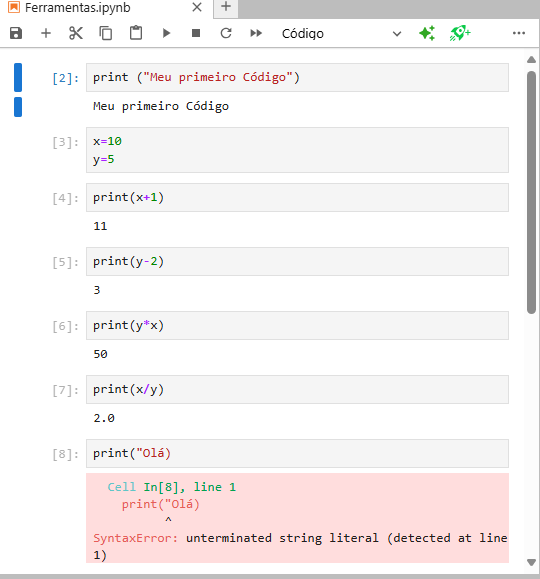 Ferramentas.ipynb
Código
[2]: print ("Meu primeiro Código")
Meu primeiro Código
[3]: x=10
y=5
[4]: print(x+1)
11
[5]: print(y-2)
3
[6]: print(y*x)
50
[7]: print(x/y)
2.0
[8]: print("Olá)
Cell In[8], line 1
print("Olá)
^
SyntaxError: unterminated string literal (detected at line
1)